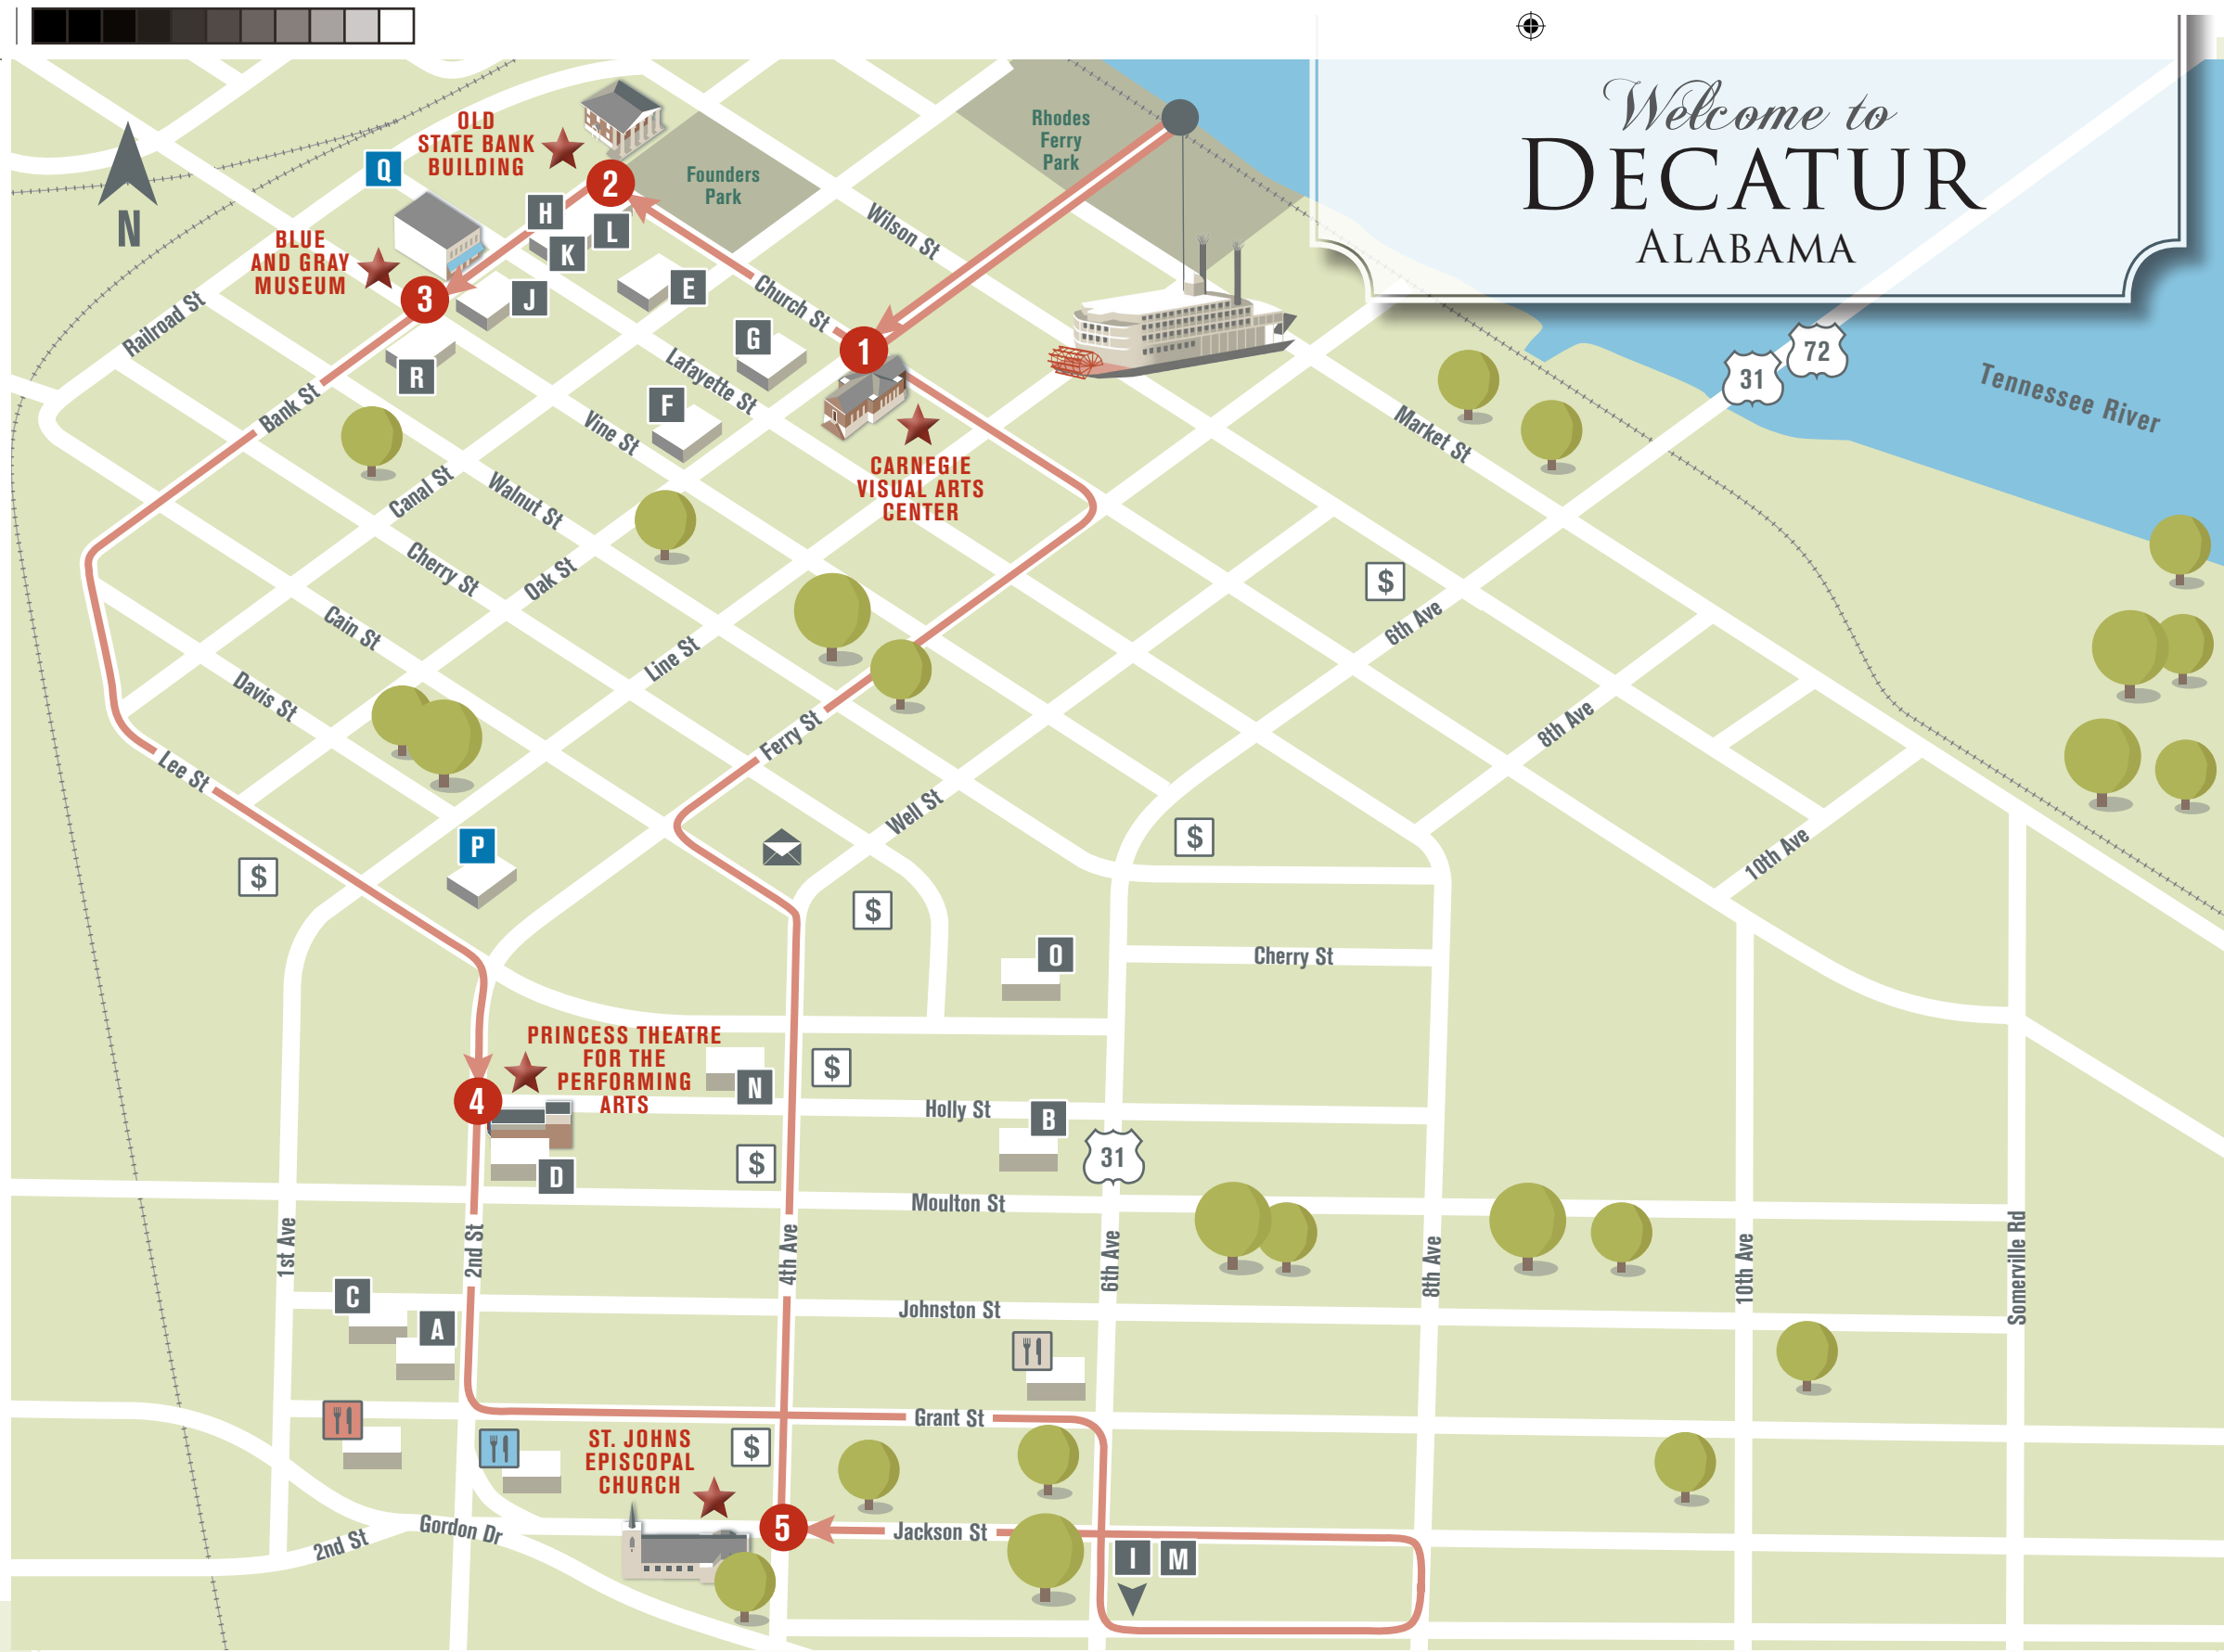 Welcome to
DECATUR
ALABAMA
N
OLD
STATE BANK
BUILDING
Q
2
Founders
Park
Rhodes
Ferry
Park
H
L
K
BLUE
AND GRAY
MUSEUM
3
J
E
R
Railroad St
Bank St
Wilson St
Church St
1
G
F
Lafayette St
Vine St
CARNEGIE
VISUAL ARTS
CENTER
Market St
31
72
Tennessee River
Canal St
Walnut St
Cherry St
Oak St
Cain St
Line St
Davis St
Lee St
Ferry St
Well St
$
6th Ave
8th Ave
10th Ave
P
$
$
$
O
Cherry St
PRINCESS THEATRE
FOR THE
PERFORMING
ARTS
4
N
$
Holly St
B
31
D
$
Moulton St
1st Ave
2nd St
4th Ave
6th Ave
8th Ave
10th Ave
Somerville Rd
C
A
Johnston St
Grant St
ST. JOHNS
EPISCOPAL
CHURCH
$
5
Jackson St
Gordon Dr
2nd St
I
M